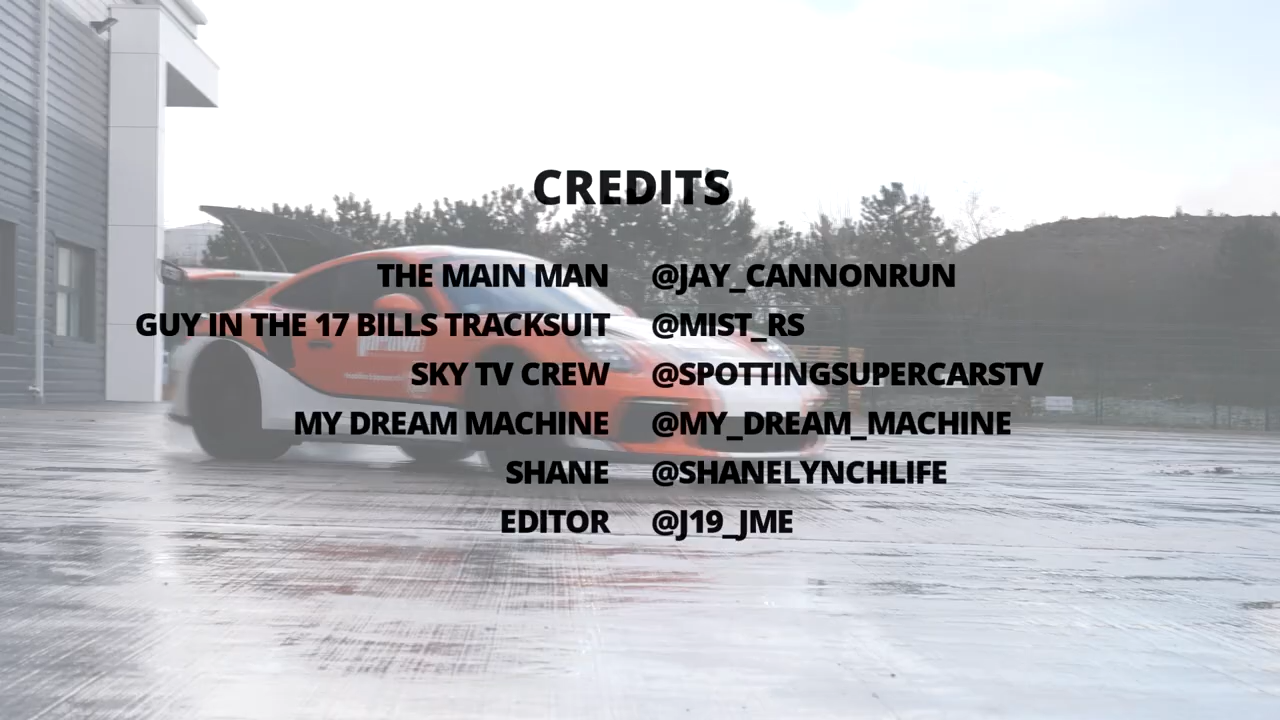 CREDITS
THE MAIN MAN @JAY_CANNONRUN
GUY IN THE 17 BILLS TRACKSUIT @MIST_RS
SKY TV CREW @SPOTTINGSUPERCARSTV
MY DREAM MACHINE @MY_DREAM_MACHINE
SHANE @SHANELYNCHLIFE
EDITOR @J19_JME